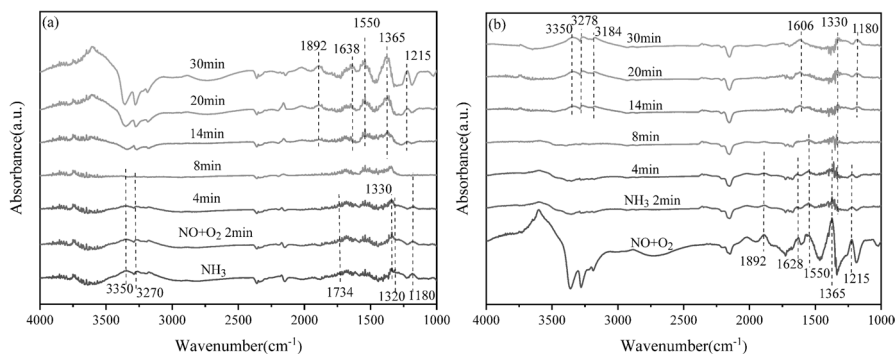 (a)
1550
1365
1892
1638
1215
30min
20min
14min
8min
4min
1330
NO+O2 2min
NH3
3350
3270
1734
1320
1180
4000
3500
3000
2500
2000
1500
1000
Wavenumber(cm-1)
Absorbance(a.u.)
(b)
3278
3350
3184
1606
1330
1180
30min
20min
14min
8min
4min
NH3 2min
NO+O2
1892
1628
1550
1365
1215
4000
3500
3000
2500
2000
1500
1000
Wavenumber(cm-1)
Absorbance(a.u.)